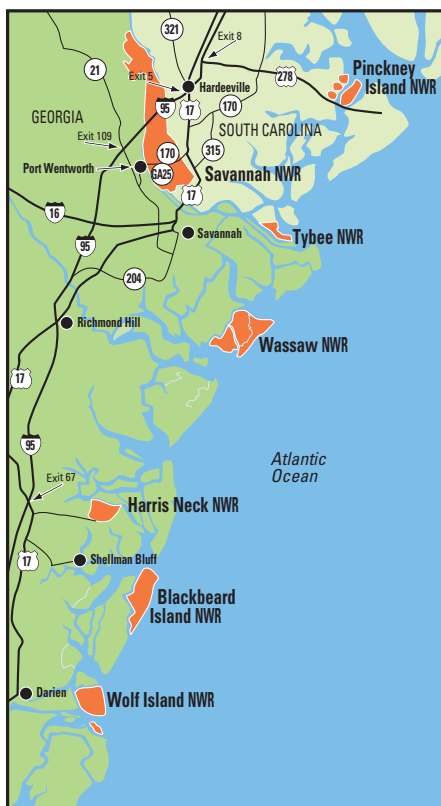 321
Exit 8
21
Exit 5
Hardeeville
278
Pinckney
Island NWR
95
17
170
GEORGIA
SOUTH CAROLINA
Exit 109
170
315
Port Wentworth
GA25
Savannah NWR
17
16
Savannah
Tybee NWR
95
204
Richmond Hill
Wassaw NWR
17
95
Atlantic
Ocean
Exit 67
Harris Neck NWR
17
Shellman Bluff
Blackbeard
Island NWR
Darien
Wolf Island NWR